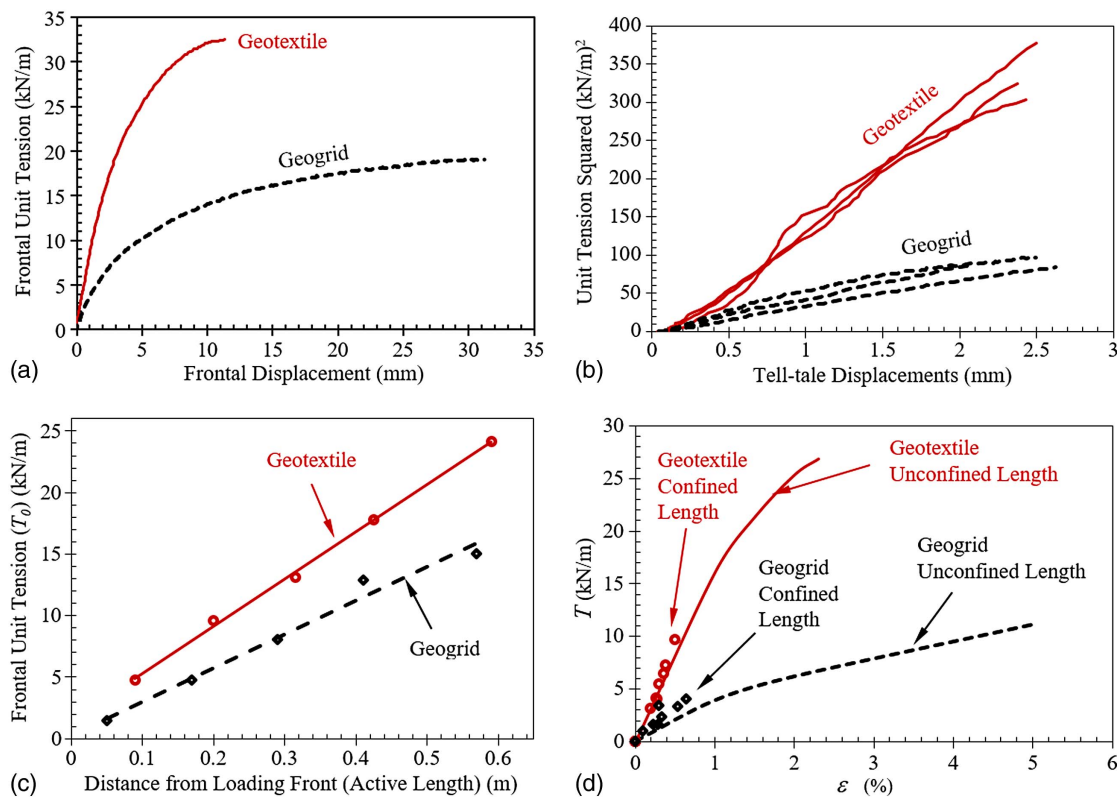 35
30
25
20
15
10
5
0
Frontal Unit Tension (kN/m)
Geotextile
Geogrid
0 5 10 15 20 25 30 35
(a) Frontal Displacement (mm)
400
350
300
250
200
150
100
50
0
Unit Tension Squared (kN/m)²
Geotextile
Geogrid
0 0.5 1 1.5 2 2.5 3
(b) Tell-tale Displacements (mm)
25
20
15
10
5
0
Frontal Unit Tension (T₀) (kN/m)
Geotextile
Geogrid
0 0.1 0.2 0.3 0.4 0.5 0.6
(c) Distance from Loading Front (Active Length) (m)
30
25
20
15
10
5
0
T (kN/m)
Geotextile
Confined
Length
Geotextile
Unconfined Length
Geogrid
Confined
Length
Geogrid
Unconfined Length
0 1 2 3 4 5 6
(d) ε (%)